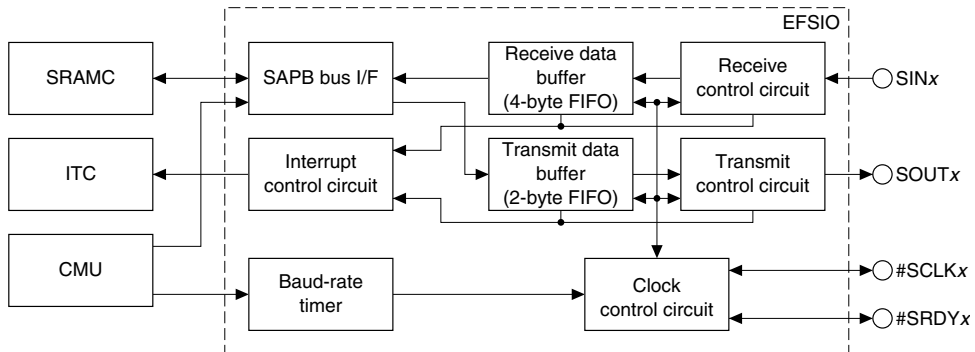 EFSIO
SRAMC
SAPB bus I/F
Receive data
buffer
(4-byte FIFO)
Receive
control circuit
SINx
ITC
Interrupt
control circuit
Transmit data
buffer
(2-byte FIFO)
Transmit
control circuit
SOUTx
CMU
Baud-rate
timer
Clock
control circuit
#SCLKx
#SRDYx